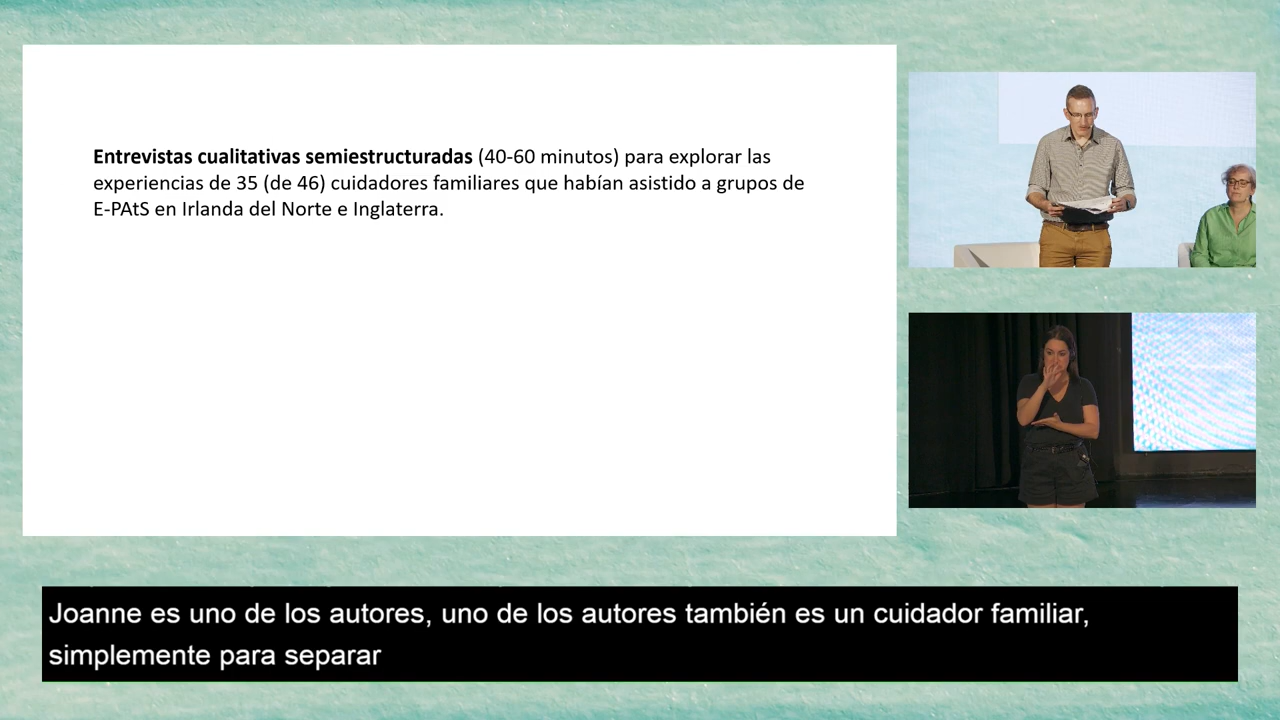 Entrevistas cualitativas semiestructuradas (40-60 minutos) para explorar las
experiencias de 35 (de 46) cuidadores familiares que habían asistido a grupos de
E-PAtS en Irlanda del Norte e Inglaterra.
Joanne es uno de los autores, uno de los autores también es un cuidador familiar,
simplemente para separar